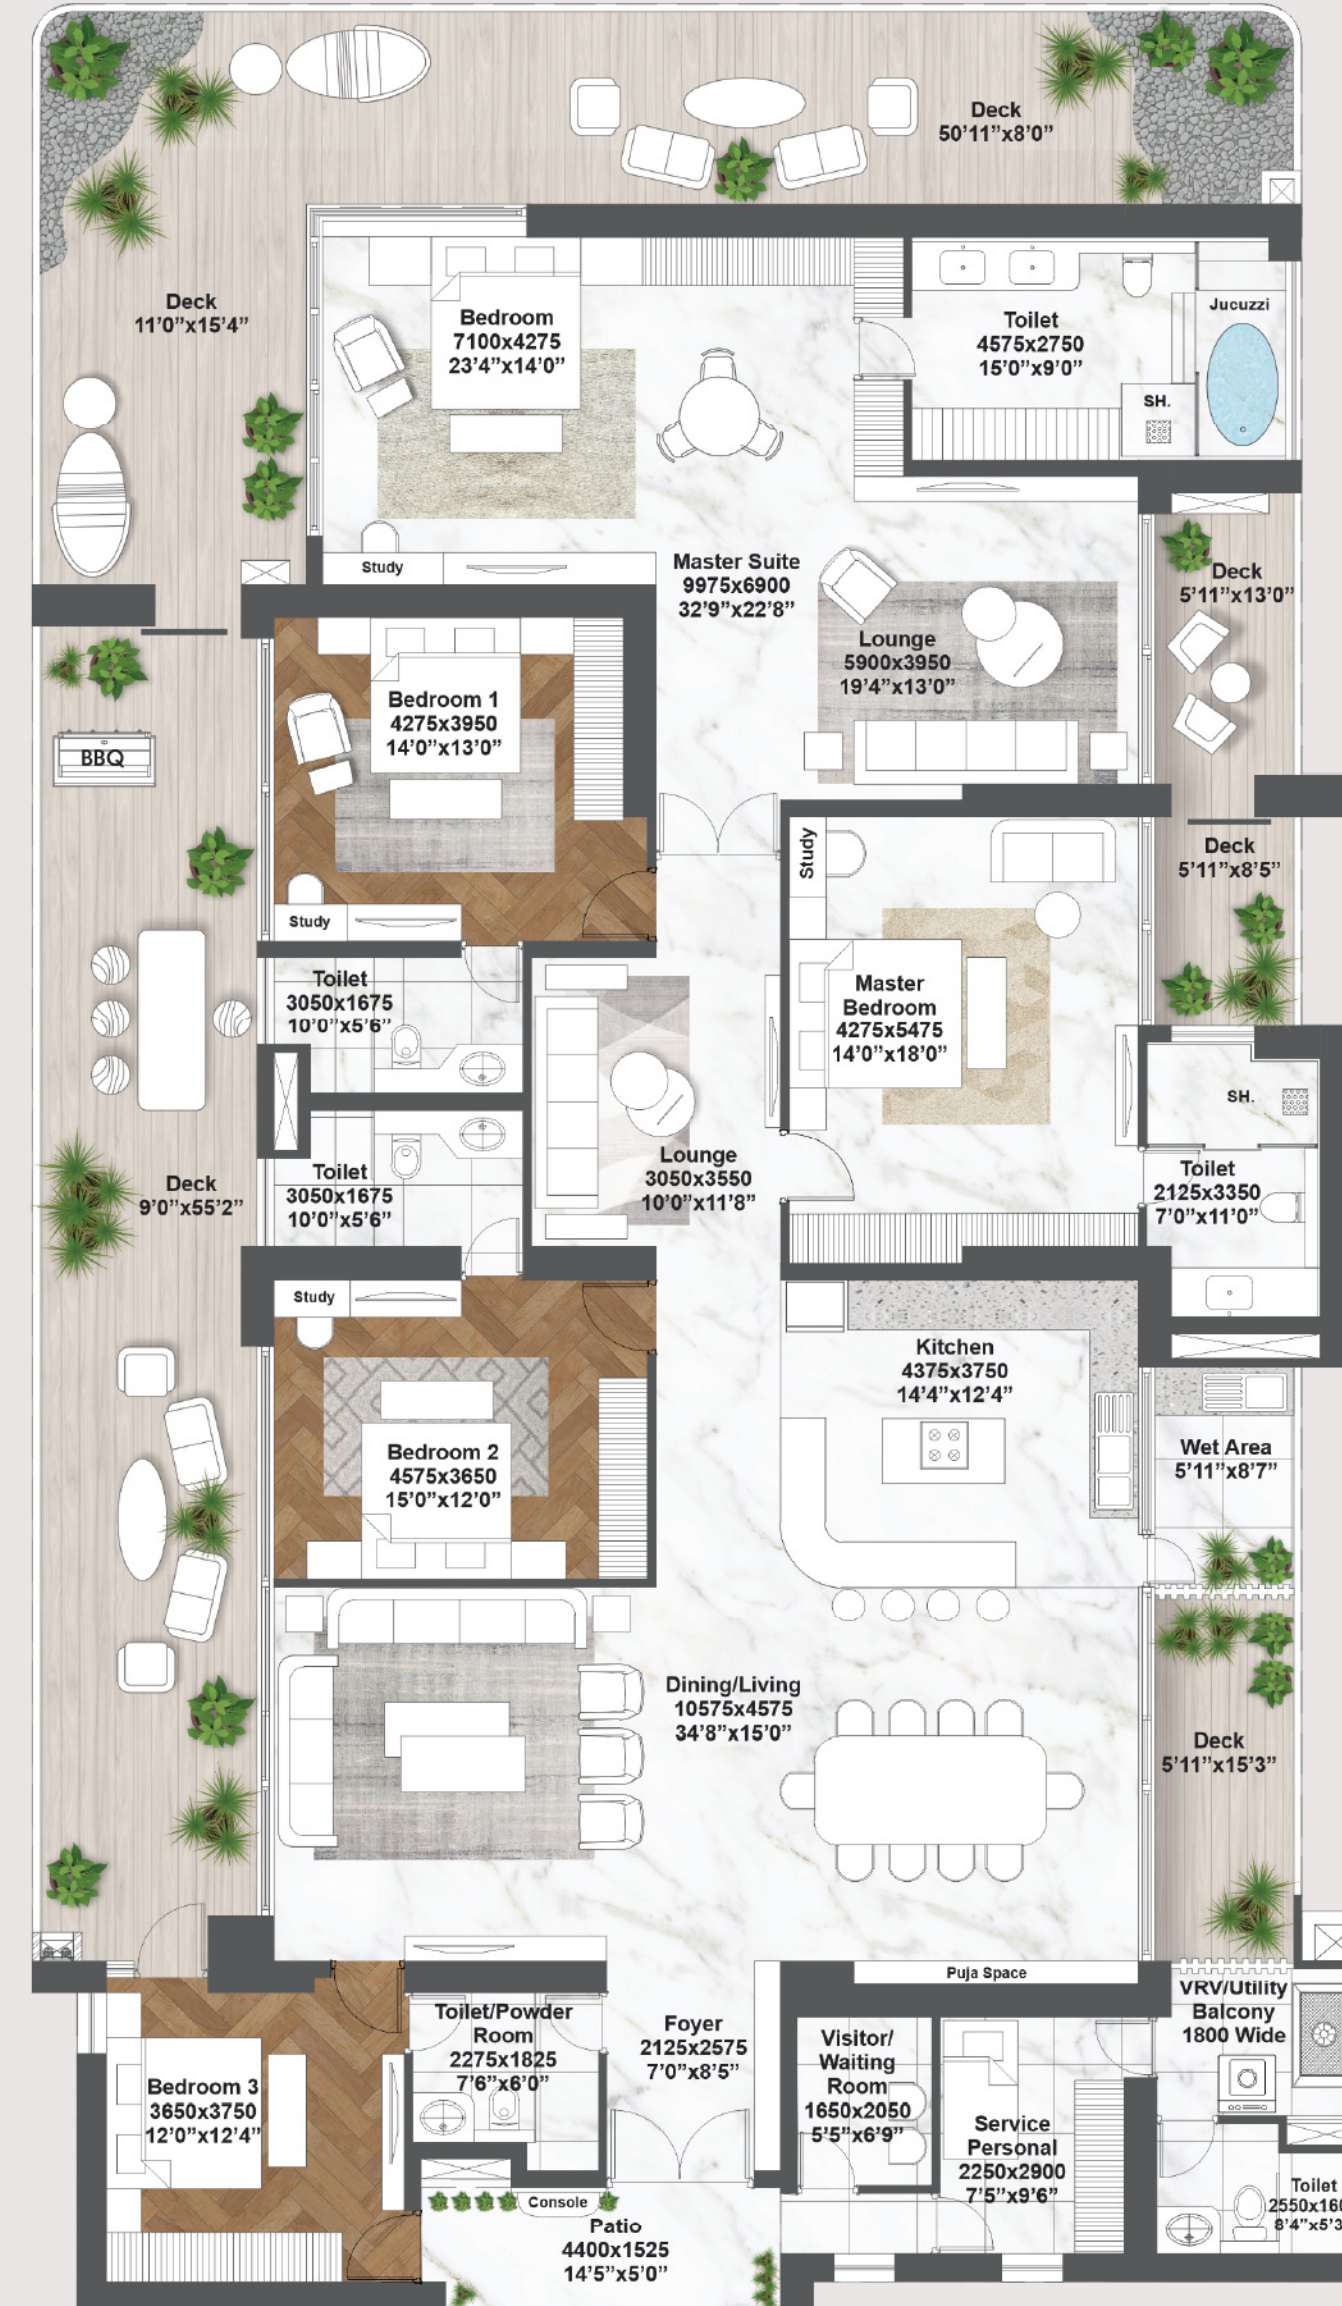 Deck
50'11”x8'0”
Deck
11'0”x15'4”
Bedroom
7100x4275
23'4”x14'0”
Toilet
4575x2750
15'0”x9'0”
Jucuzzi
SH.
Study
Master Suite
9975x6900
32'9”x22'8”
Deck
5'11”x13'0”
Lounge
5900x3950
19'4”x13'0”
Bedroom 1
4275x3950
14'0”x13'0”
BBQ
Study
Deck
5'11”x8'5”
Study
Toilet
3050x1675
10'0”x5'6”
Master
Bedroom
4275x5475
14'0”x18'0”
SH.
Toilet
3050x1675
10'0”x5'6”
Lounge
3050x3550
10'0”x11'8”
Toilet
2125x3350
7'0”x11'0”
Deck
9'0”x55'2”
Study
Kitchen
4375x3750
14'4”x12'4”
Bedroom 2
4575x3650
15'0”x12'0”
Wet Area
5'11”x8'7”
Dining/Living
10575x4575
34'8”x15'0”
Deck
5'11”x15'3”
Puja Space
VRV/Utility
Balcony
1800 Wide
Toilet/Powder
Room
2275x1825
7'6”x6'0”
Foyer
2125x2575
7'0”x8'5”
Visitor/
Waiting
Room
1650x2050
5'5”x6'9”
Bedroom 3
3650x3750
12'0”x12'4”
Service
Personal
2250x2900
7'5”x9'6”
Console
Patio
4400x1525
14'5”x5'0”
Toilet
2550x160
8'4”x5'3